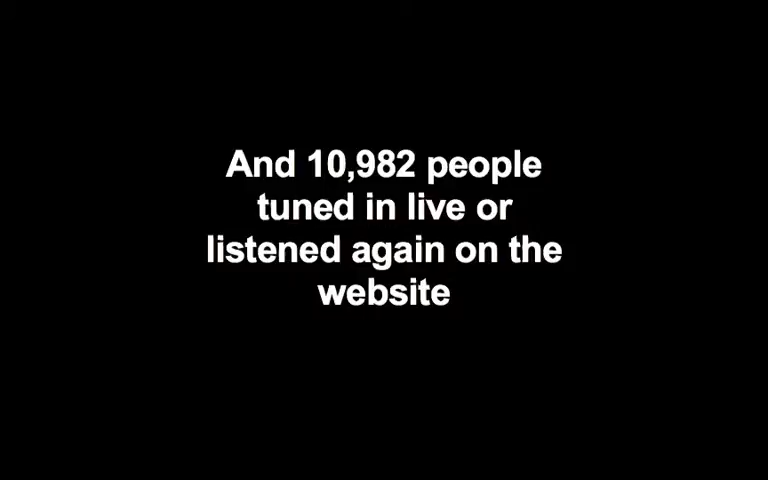 And 10,982 people
tuned in live or
listened again on the
website